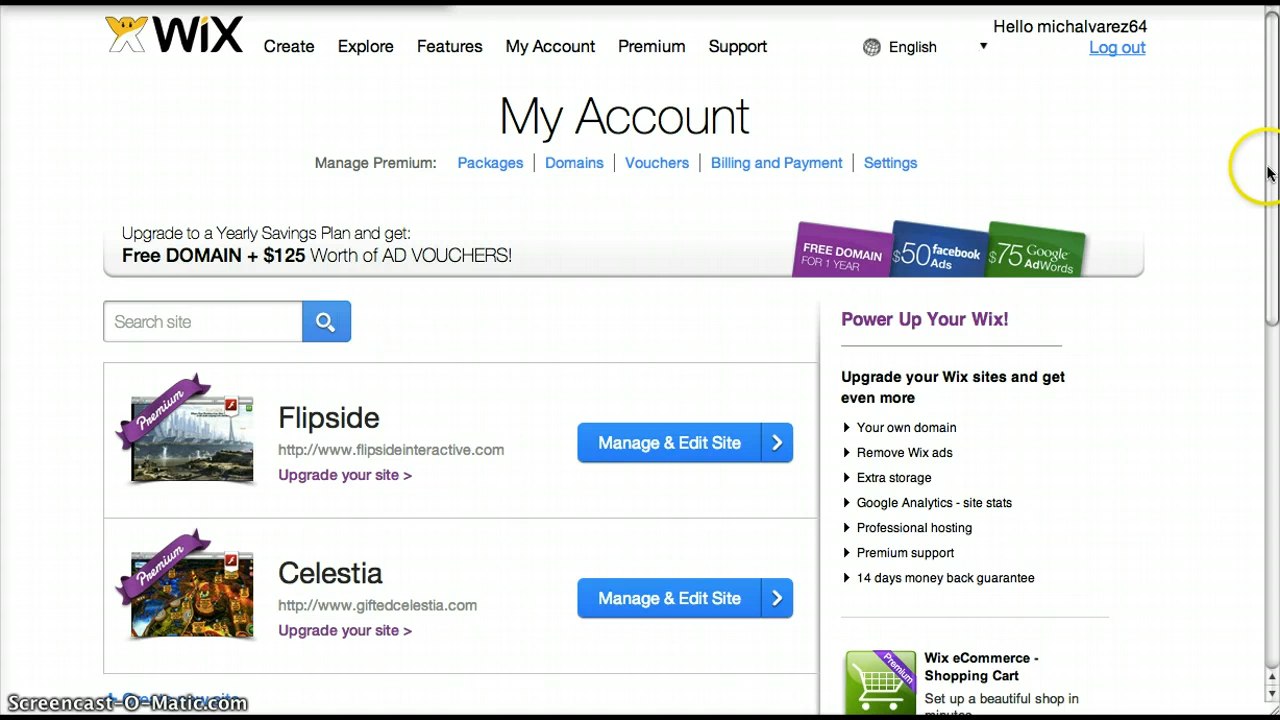 WiX
Create
Explore
Features
My Account
Premium
Support
English
Hello michalvarez64
Log out
My Account
Manage Premium:
Packages
Domains
Vouchers
Billing and Payment
Settings
Upgrade to a Yearly Savings Plan and get:
Free DOMAIN + $125 Worth of AD VOUCHERS!
FREE DOMAIN
FOR 1 YEAR
$50 facebook Ads
$75 Google AdWords
Search site
Power Up Your Wix!
Upgrade your Wix sites and get
even more
Your own domain
Remove Wix ads
Extra storage
Google Analytics - site stats
Professional hosting
Premium support
14 days money back guarantee
Premium
Flipside
http://www.flipsideinteractive.com
Upgrade your site >
Manage & Edit Site
Premium
Celestia
http://www.giftedcelestia.com
Upgrade your site >
Manage & Edit Site
Premium
Wix eCommerce -
Shopping Cart
Set up a beautiful shop in
minutes
Screencast-O-Matic.com